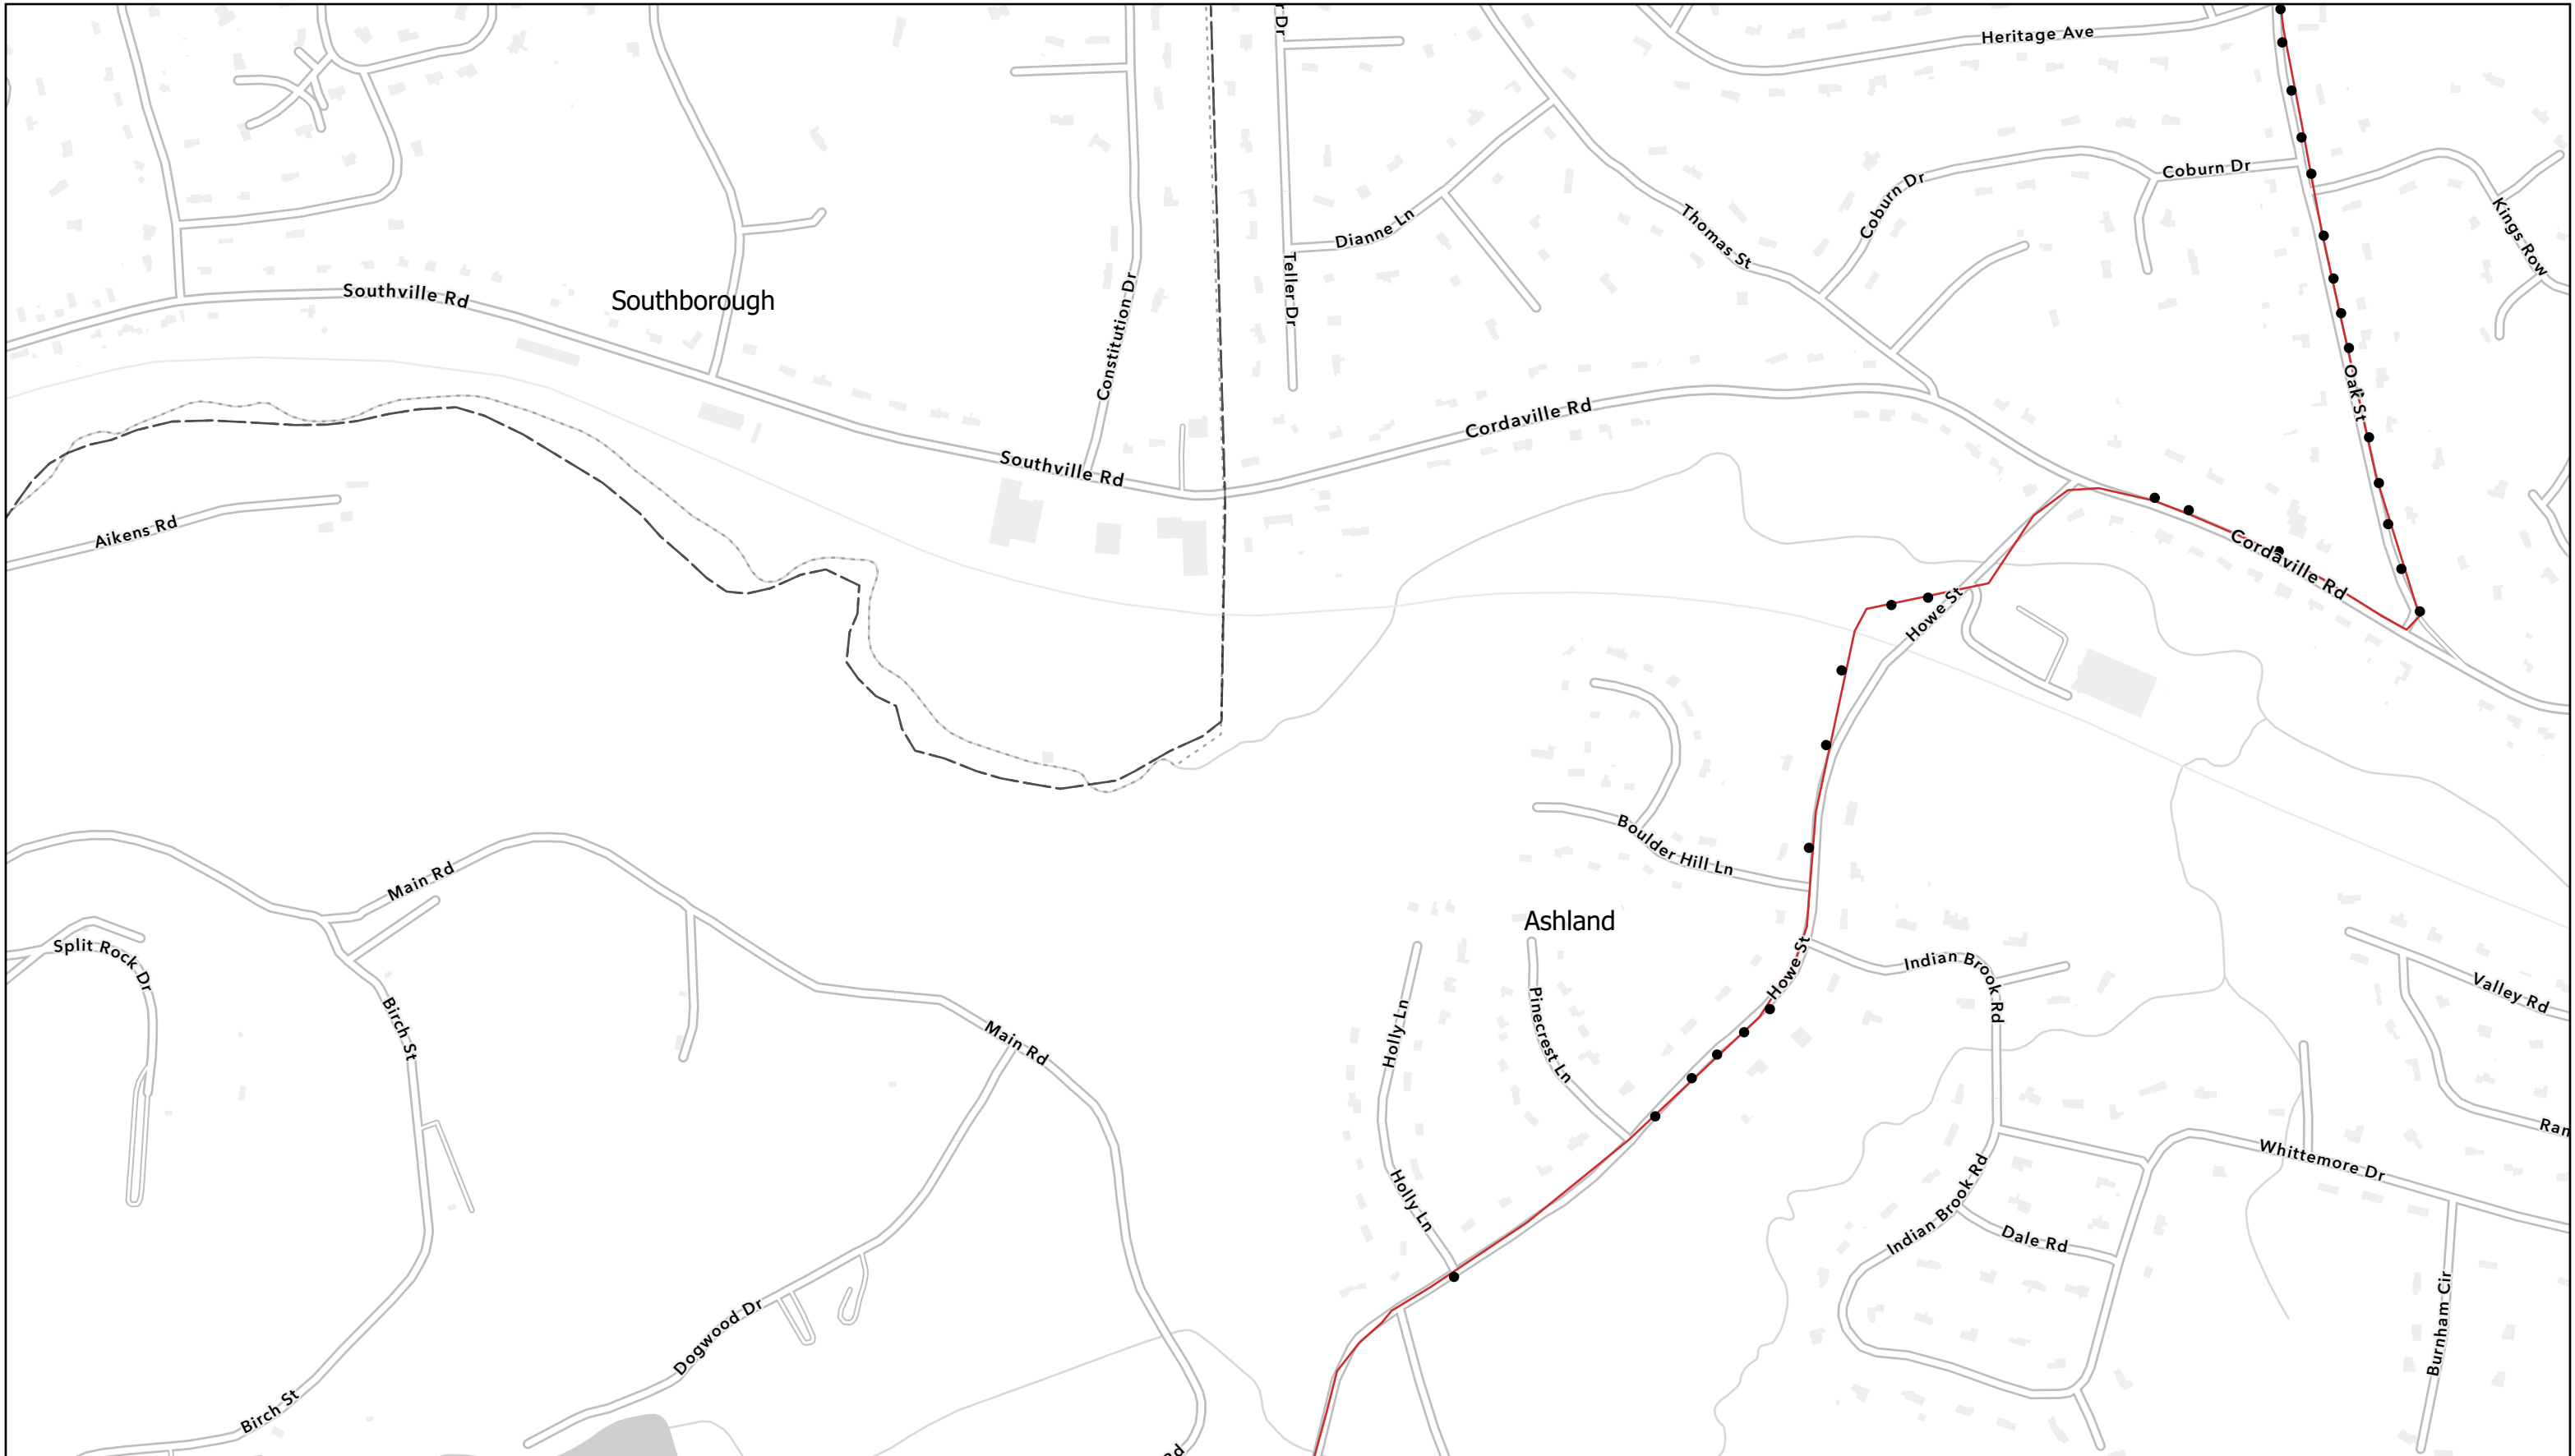 r Dr
Heritage Ave
Coburn Dr
Coburn Dr
Kings Row
Thomas St
Dianne Ln
Teller Dr
Southville Rd
Southborough
Constitution Dr
Oak St
Cordaville Rd
Southville Rd
Aikens Rd
Cordaville Rd
Howe St
Boulder Hill Ln
Main Rd
Ashland
Split Rock Dr
Howe St
Indian Brook Rd
Valley Rd
Birch St
Holly Ln
Pinecrest Ln
Main Rd
Ran
Whittemore Dr
Holly Ln
Indian Brook Rd
Dale Rd
Dogwood Dr
Burnham Cir
Birch St
Rd